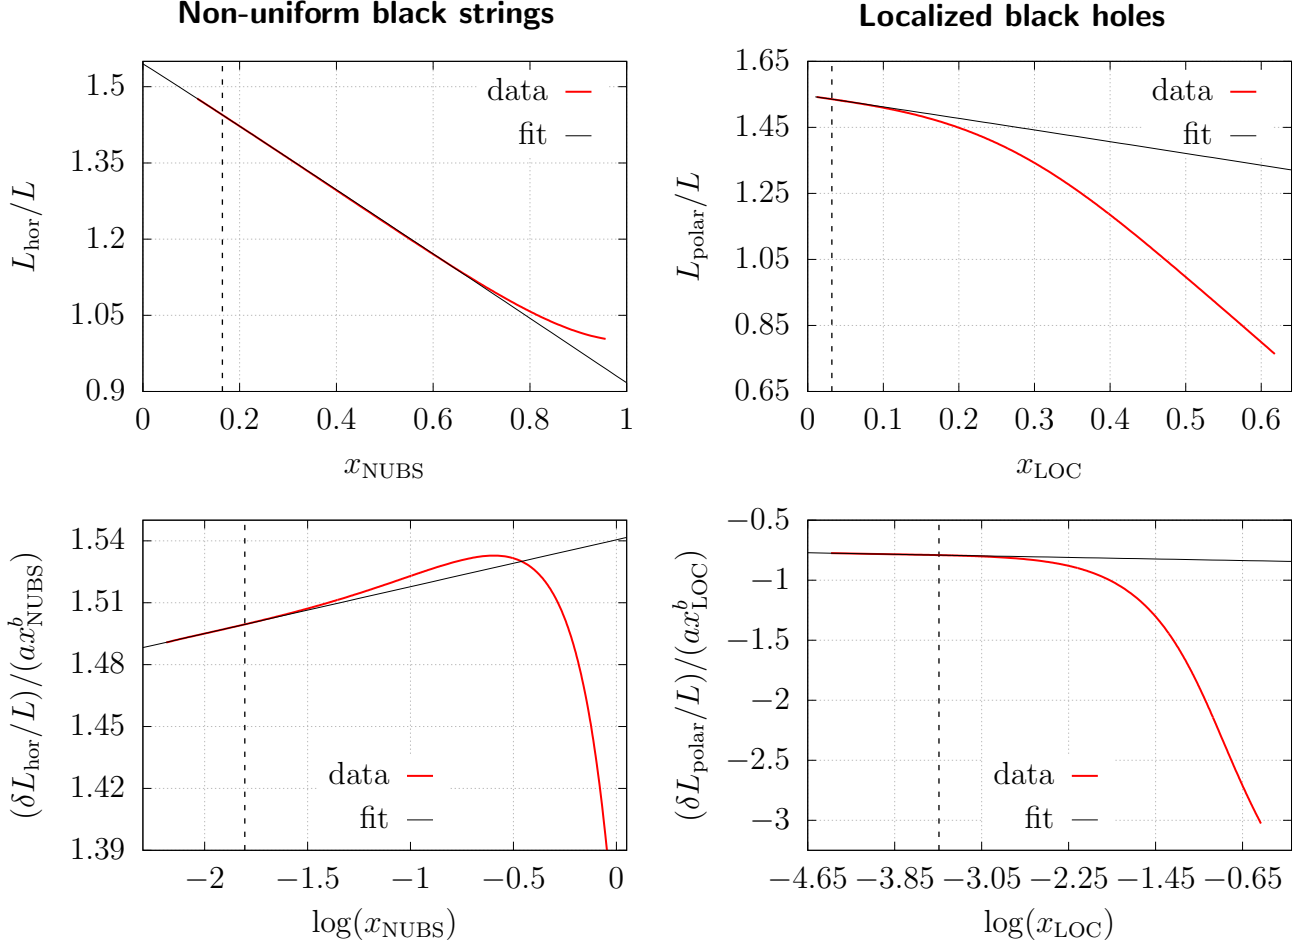 Non-uniform black strings
L_hor/L
1.5
1.35
1.2
1.05
0.9
data
fit
0 0.2 0.4 0.6 0.8 1
x_NUBS
Localized black holes
L_polar/L
1.65
1.45
1.25
1.05
0.85
0.65
data
fit
0 0.1 0.2 0.3 0.4 0.5 0.6
x_LOC
(δL_hor/L)/(ax^b_NUBS)
1.54
1.51
1.48
1.45
1.42
1.39
data
fit
−2 −1.5 −1 −0.5 0
log(x_NUBS)
(δL_polar/L)/(ax^b_LOC)
−0.5
−1
−1.5
−2
−2.5
−3
data
fit
−4.65 −3.85 −3.05 −2.25 −1.45 −0.65
log(x_LOC)